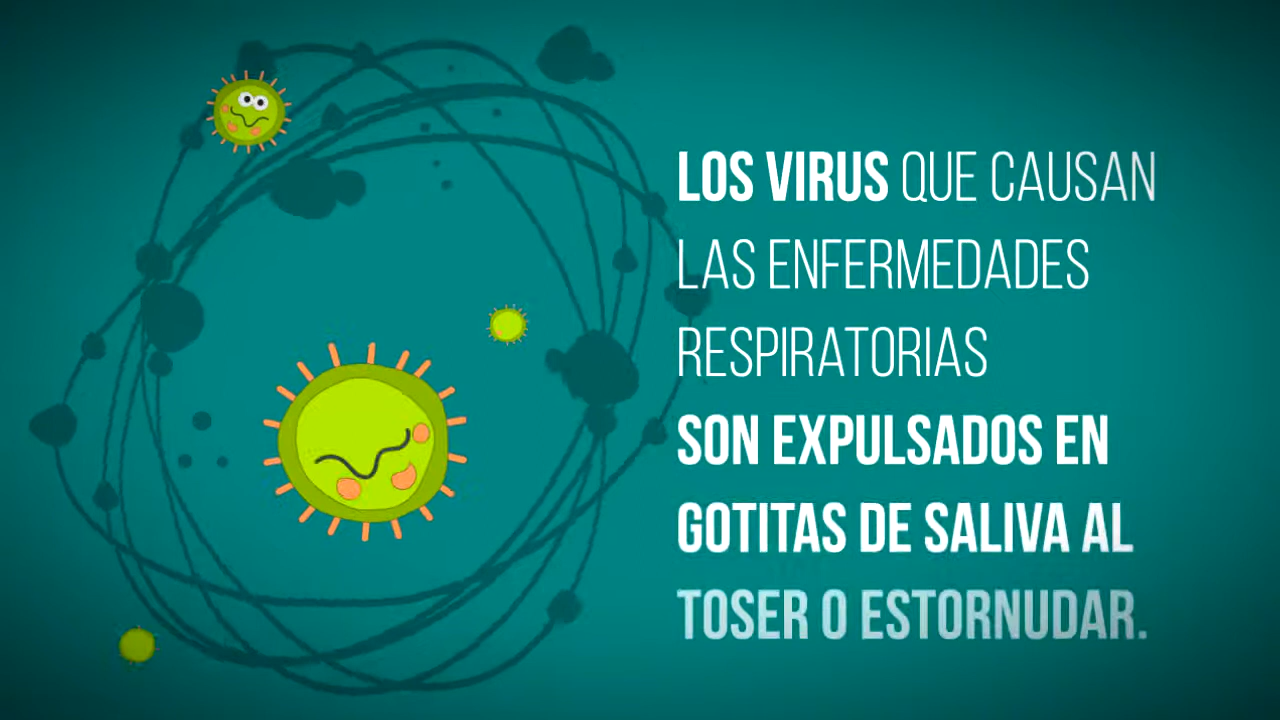 LOS VIRUS QUE CAUSAN
LAS ENFERMEDADES
RESPIRATORIAS
SON EXPULSADOS EN
GOTITAS DE SALIVA AL
TOSER O ESTORNUDAR.